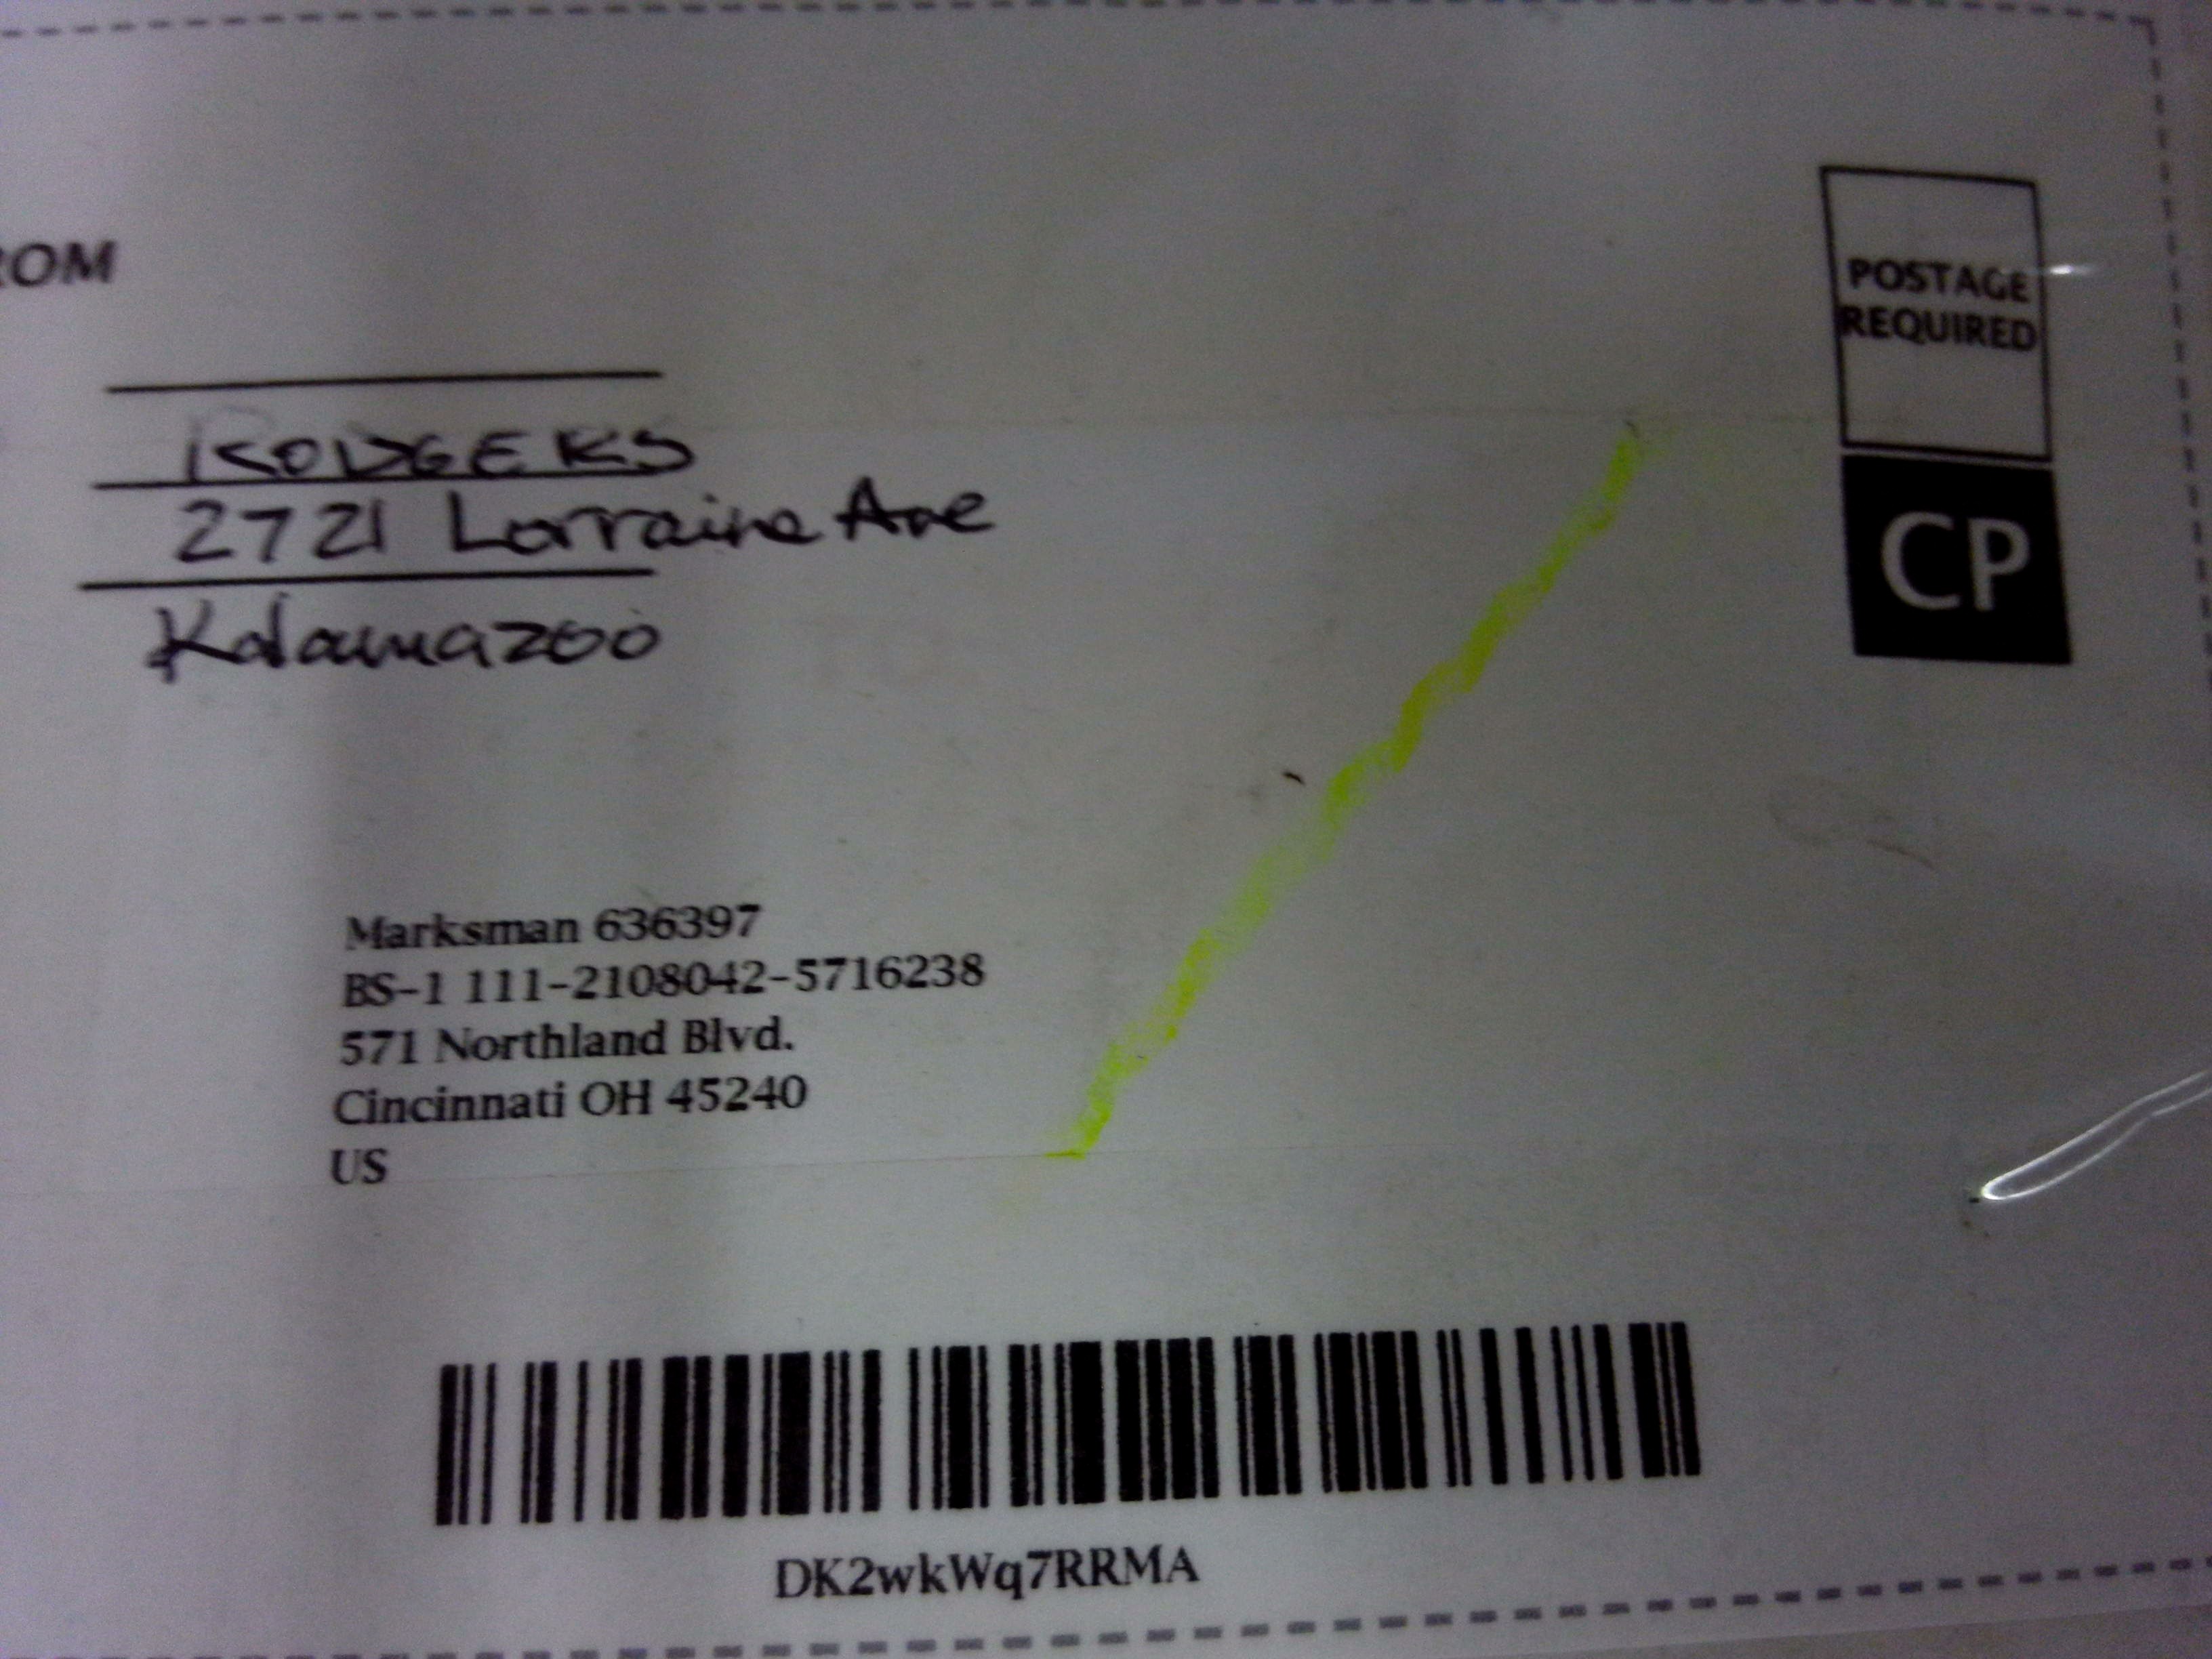 ROM
POSTAGE
REQUIRED
CP
RODGERS
2721 Lorraine Ave
Kalamazoo
Marksman 636397
BS-1 111-2108042-5716238
571 Northland Blvd.
Cincinnati OH 45240
US
DK2wkWq7RRMA